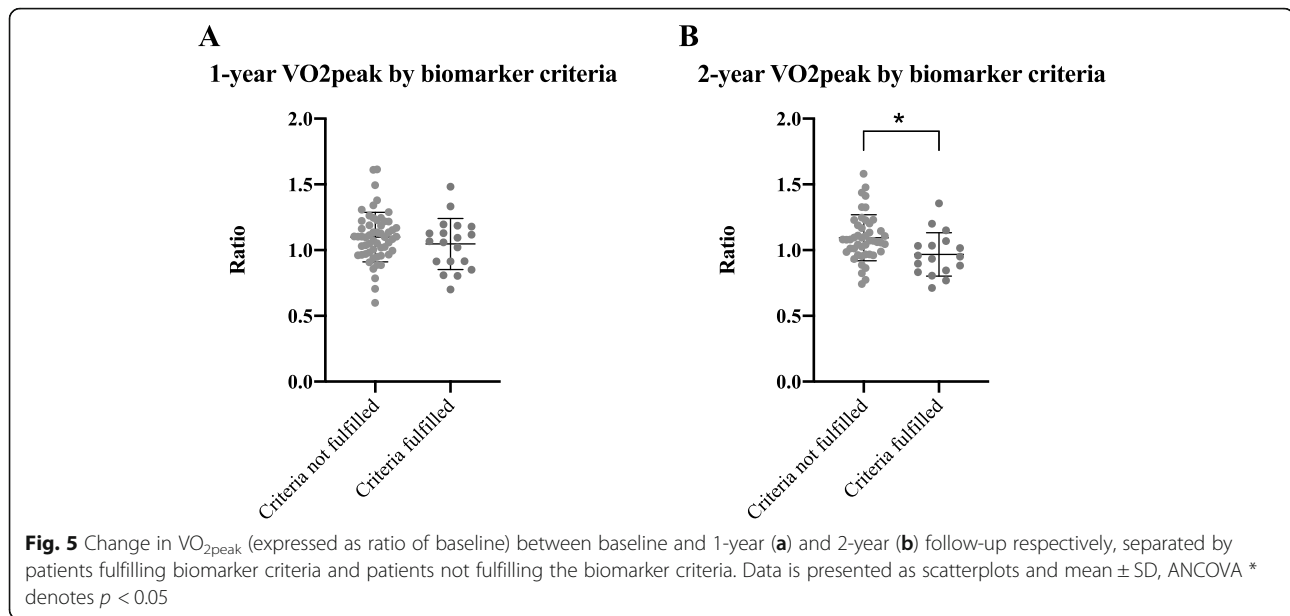 A
B
1-year VO2peak by biomarker criteria
2-year VO2peak by biomarker criteria
2.0
1.5
1.0
0.5
0.0
Ratio
Criteria not fulfilled
Criteria fulfilled
2.0
1.5
1.0
0.5
0.0
Ratio
*
Criteria not fulfilled
Criteria fulfilled
Fig. 5 Change in VO2peak (expressed as ratio of baseline) between baseline and 1-year (a) and 2-year (b) follow-up respectively, separated by
patients fulfilling biomarker criteria and patients not fulfilling the biomarker criteria. Data is presented as scatterplots and mean ± SD, ANCOVA *
denotes p < 0.05